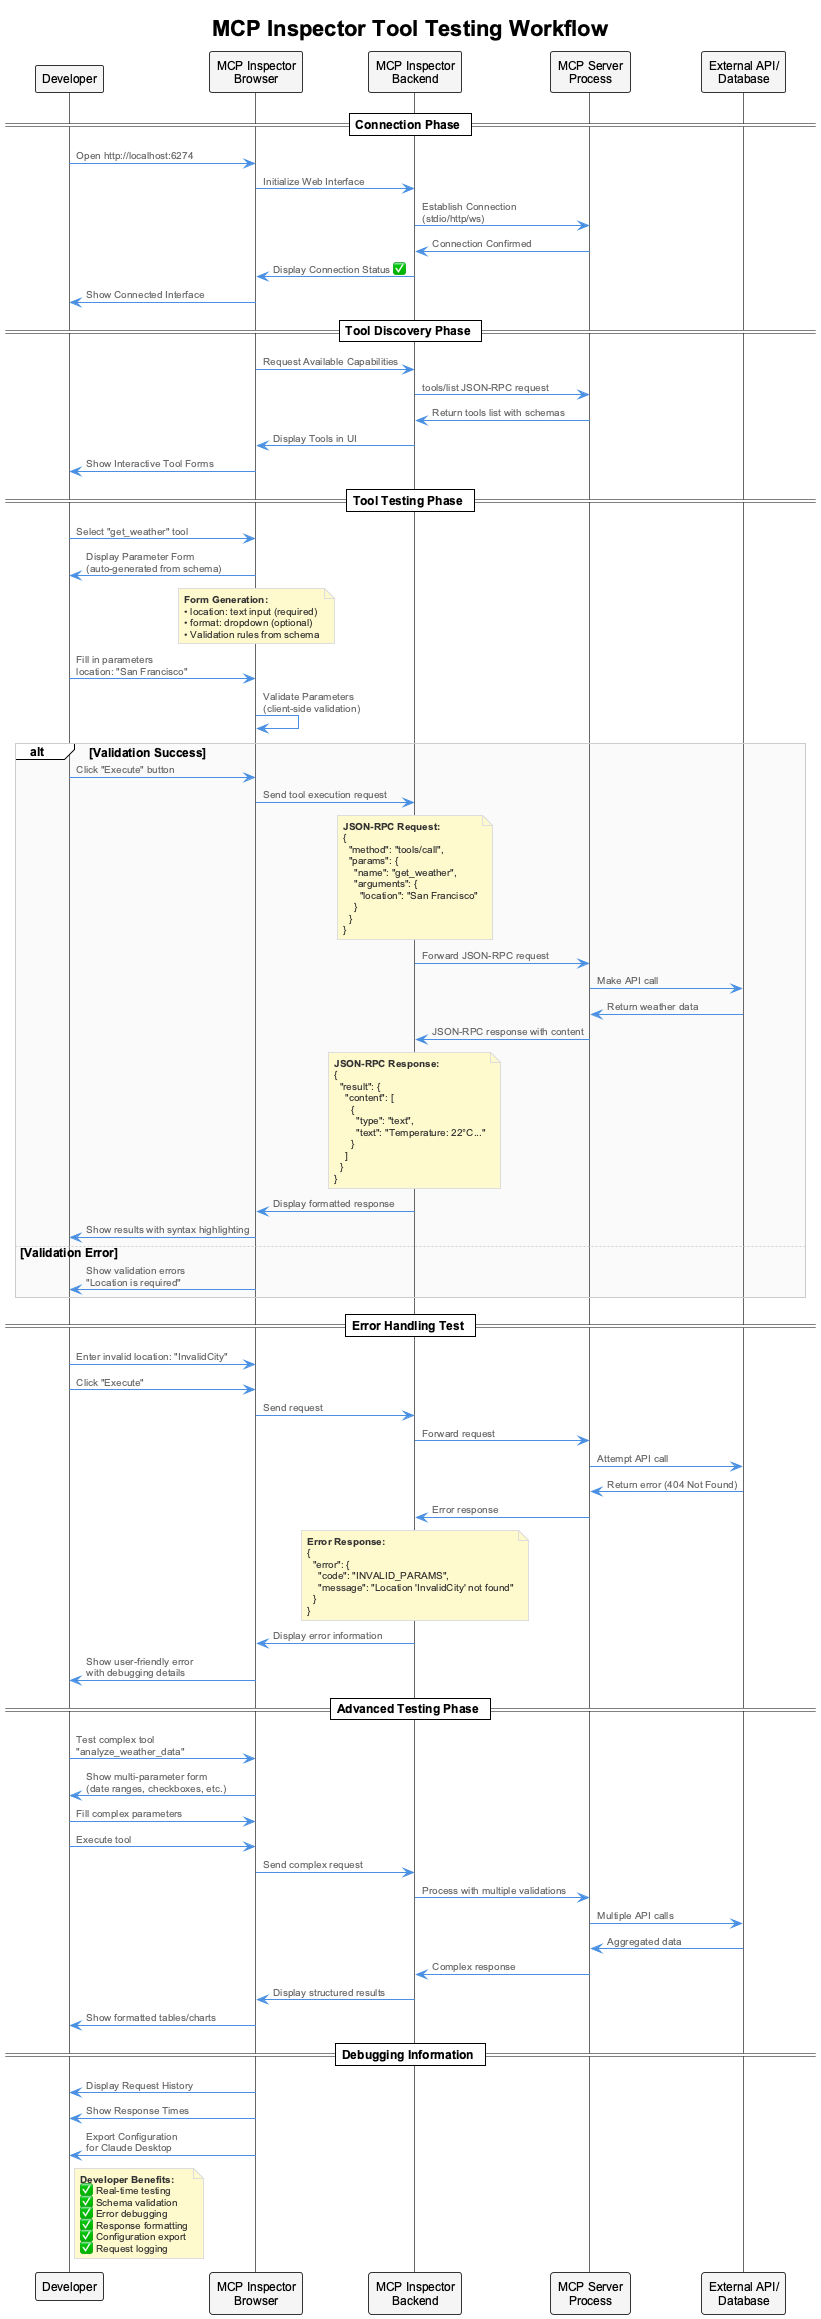 MCP Inspector Tool Testing Workflow
Developer
MCP Inspector
Browser
MCP Inspector
Backend
MCP Server
Process
External API/
Database
Connection Phase
Open http://localhost:6274
Initialize Web Interface
Establish Connection
(stdio/http/ws)
Connection Confirmed
Display Connection Status ✅
Show Connected Interface
Tool Discovery Phase
Request Available Capabilities
tools/list JSON-RPC request
Return tools list with schemas
Display Tools in UI
Show Interactive Tool Forms
Tool Testing Phase
Select "get_weather" tool
Display Parameter Form
(auto-generated from schema)
Form Generation:
• location: text input (required)
• format: dropdown (optional)
• Validation rules from schema
Fill in parameters
location: "San Francisco"
Validate Parameters
(client-side validation)
alt [Validation Success]
Click "Execute" button
Send tool execution request
JSON-RPC Request:
{
"method": "tools/call",
"params": {
"name": "get_weather",
"arguments": {
"location": "San Francisco"
}
}
}
Forward JSON-RPC request
Make API call
Return weather data
JSON-RPC response with content
JSON-RPC Response:
{
"result": {
"content": [
{
"type": "text",
"text": "Temperature: 22°C..."
}
]
}
}
Display formatted response
Show results with syntax highlighting
[Validation Error]
Show validation errors
"Location is required"
Error Handling Test
Enter invalid location: "InvalidCity"
Click "Execute"
Send request
Forward request
Attempt API call
Return error (404 Not Found)
Error response
Error Response:
{
"error": {
"code": "INVALID_PARAMS",
"message": "Location 'InvalidCity' not found"
}
}
Display error information
Show user-friendly error
with debugging details
Advanced Testing Phase
Test complex tool
"analyze_weather_data"
Show multi-parameter form
(date ranges, checkboxes, etc.)
Fill complex parameters
Execute tool
Send complex request
Process with multiple validations
Multiple API calls
Aggregated data
Complex response
Display structured results
Show formatted tables/charts
Debugging Information
Display Request History
Show Response Times
Export Configuration
for Claude Desktop
Developer Benefits:
✅ Real-time testing
✅ Schema validation
✅ Error debugging
✅ Response formatting
✅ Configuration export
✅ Request logging
Developer
MCP Inspector
Browser
MCP Inspector
Backend
MCP Server
Process
External API/
Database